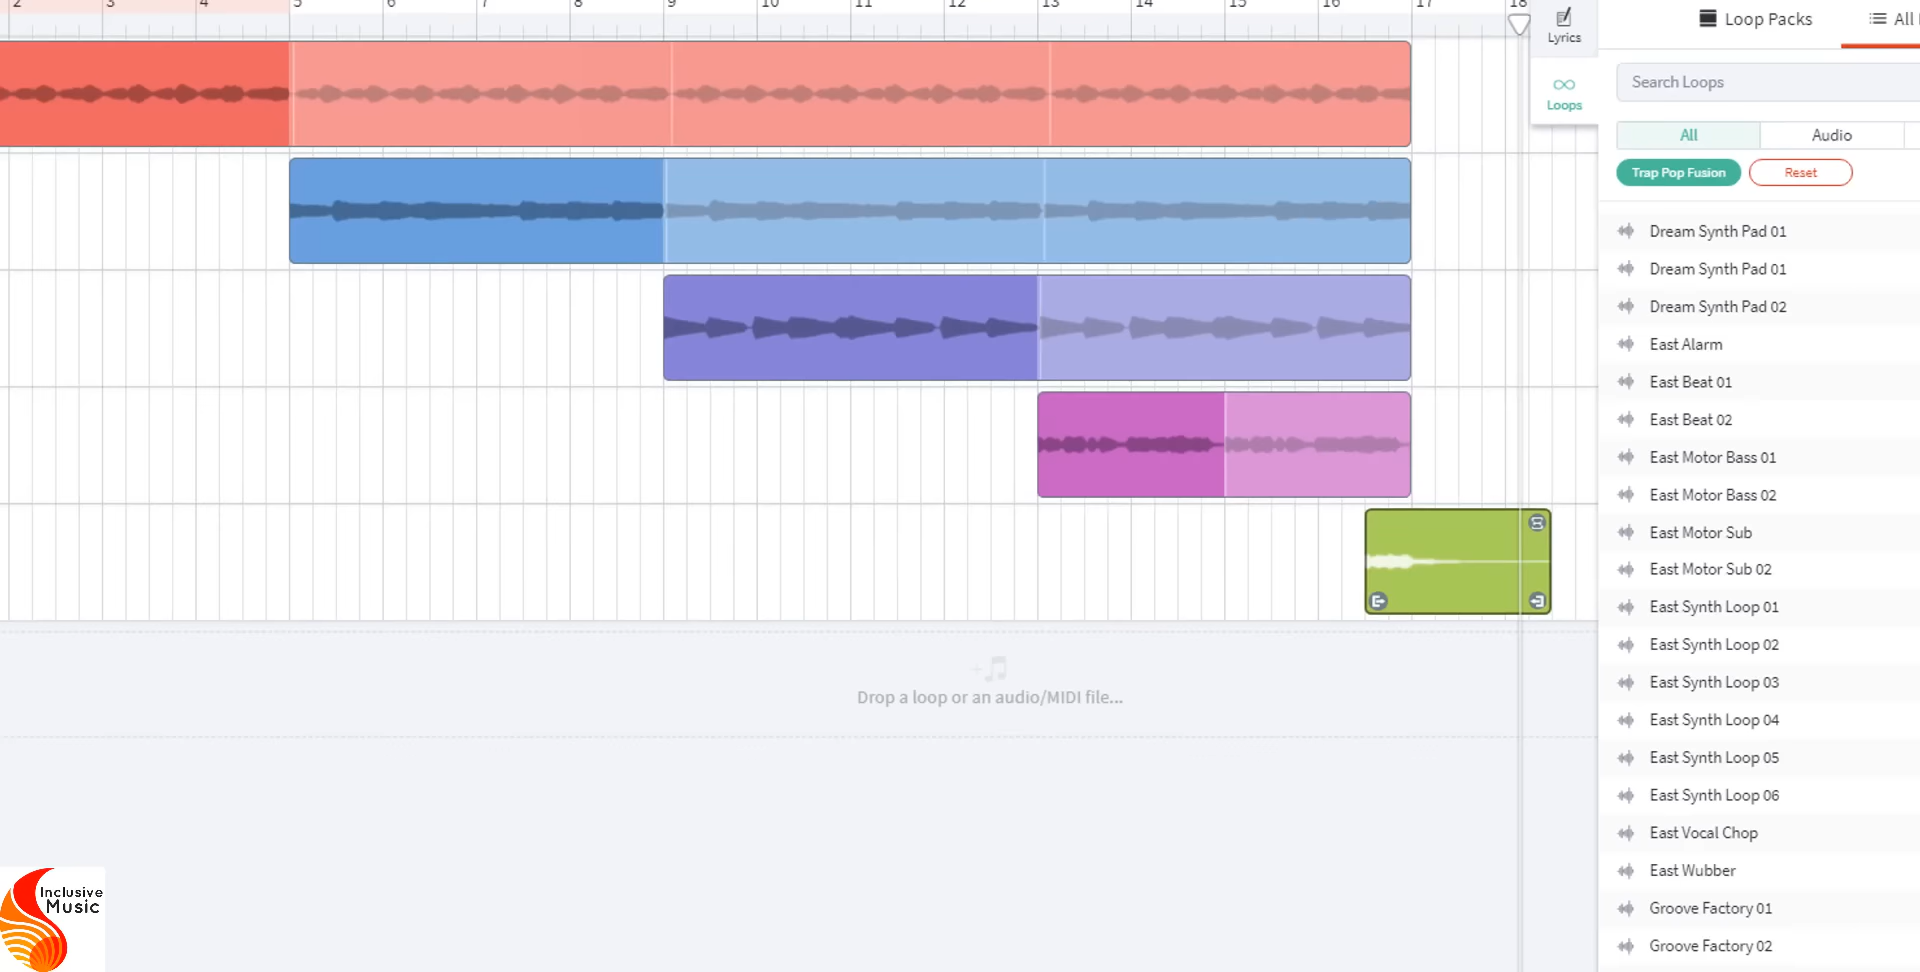 2 3 4 5 6 7 8 9 10 11 12 13 14 15 16 17 18
Lyrics
Loops
Loop Packs
All
Search Loops
All
Audio
Trap Pop Fusion
Reset
Dream Synth Pad 01
Dream Synth Pad 01
Dream Synth Pad 02
East Alarm
East Beat 01
East Beat 02
East Motor Bass 01
East Motor Bass 02
East Motor Sub
East Motor Sub 02
East Synth Loop 01
East Synth Loop 02
East Synth Loop 03
East Synth Loop 04
East Synth Loop 05
East Synth Loop 06
East Vocal Chop
East Wubber
Groove Factory 01
Groove Factory 02
Drop a loop or an audio/MIDI file...
Inclusive
Music